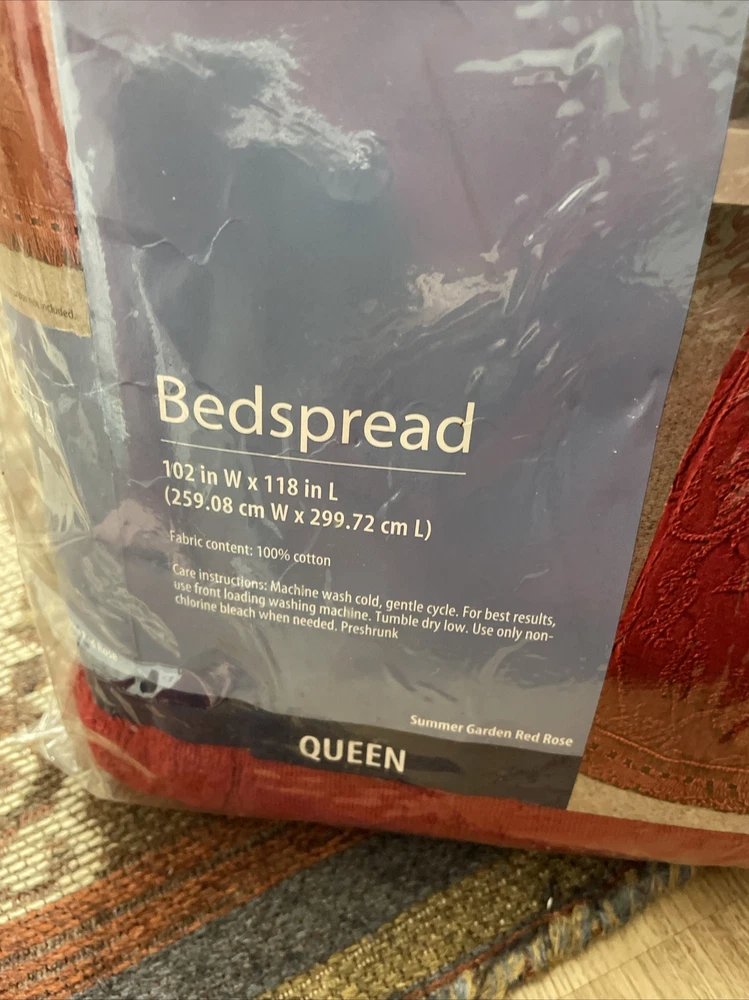 included.
Bedspread
102 in W x 118 in L
(259.08 cm W x 299.72 cm L)
Fabric content: 100% cotton
Care instructions: Machine wash cold, gentle cycle. For best results,
use front loading washing machine. Tumble dry low. Use only non-
chlorine bleach when needed. Preshrunk
Summer Garden Red Rose
QUEEN